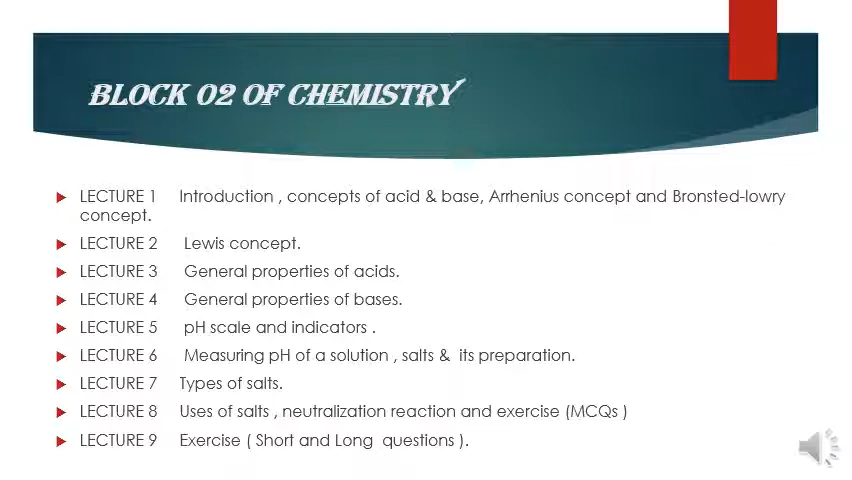 BLOCK 02 OF CHEMISTRY
LECTURE 1 Introduction , concepts of acid & base, Arrhenius concept and Bronsted-lowry
concept.
LECTURE 2 Lewis concept.
LECTURE 3 General properties of acids.
LECTURE 4 General properties of bases.
LECTURE 5 pH scale and indicators .
LECTURE 6 Measuring pH of a solution , salts & its preparation.
LECTURE 7 Types of salts.
LECTURE 8 Uses of salts , neutralization reaction and exercise (MCQs )
LECTURE 9 Exercise ( Short and Long questions ).